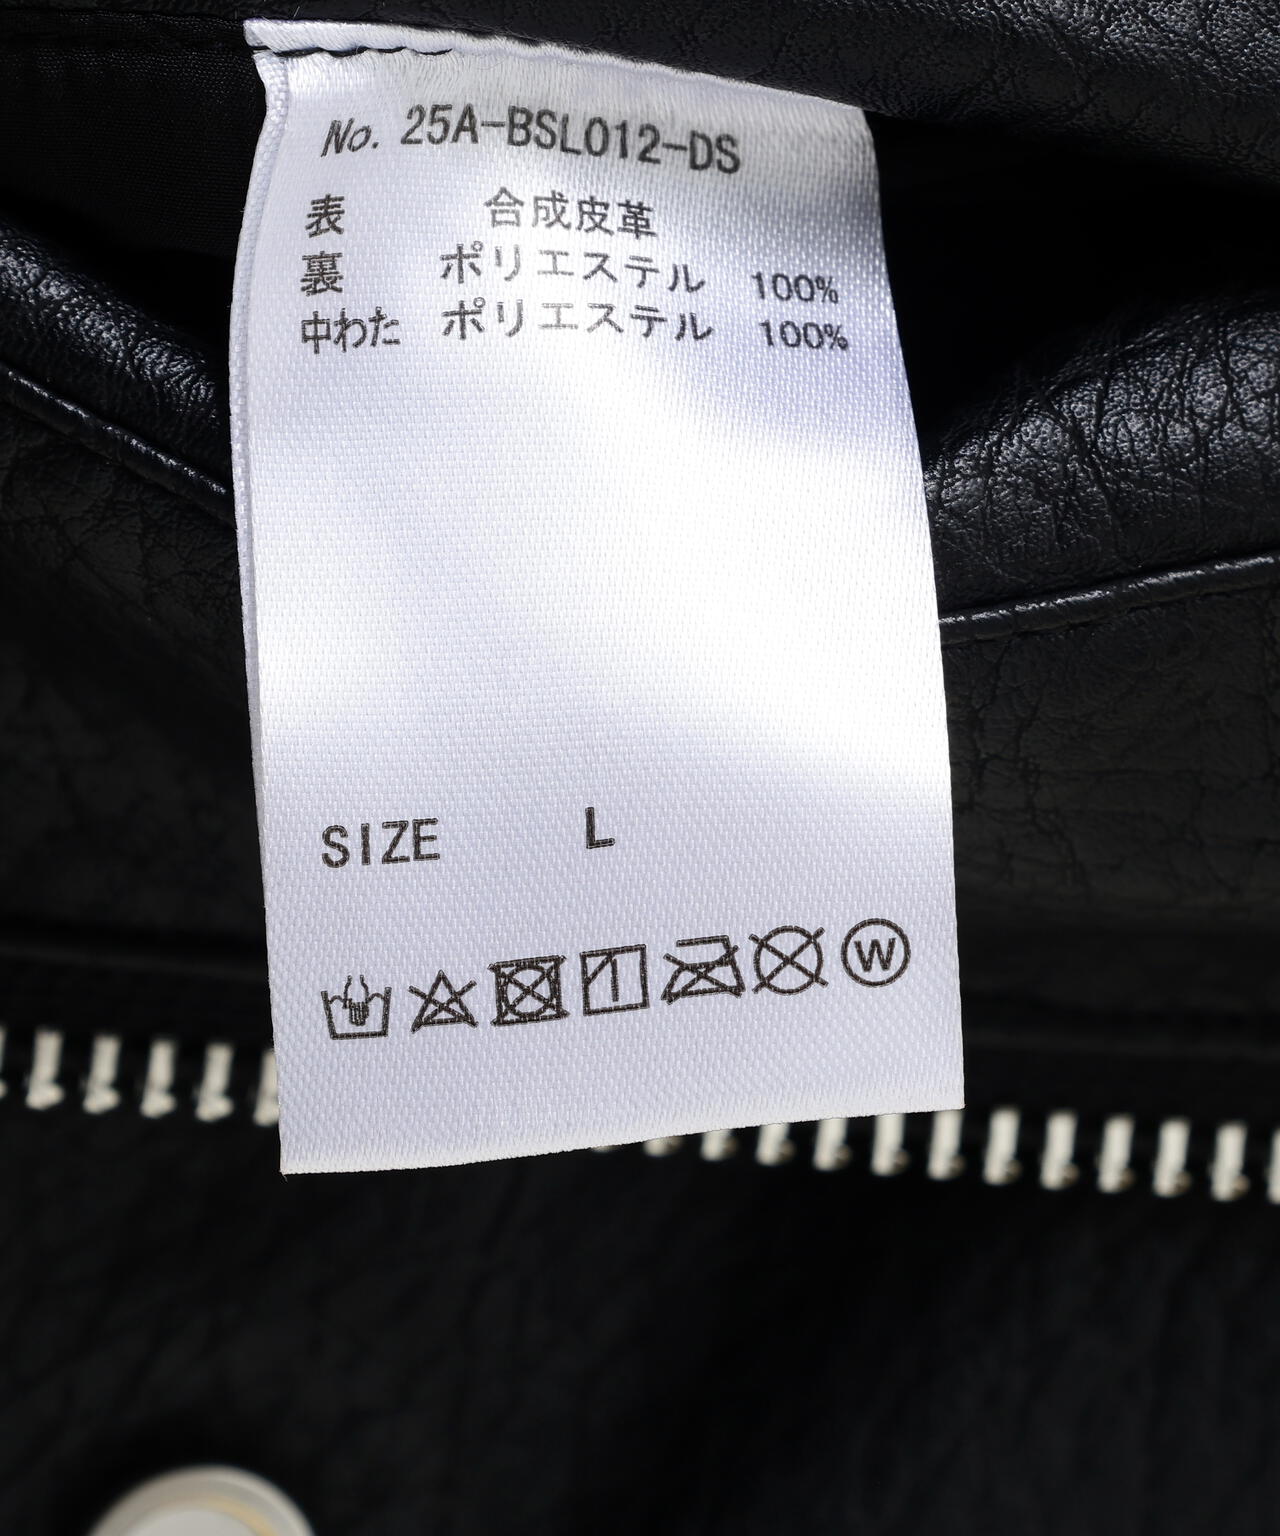 No. 25A-BSL012-DS
表 合成皮革
裏 ポリエステル 100%
中わた ポリエステル 100%
SIZE L
W